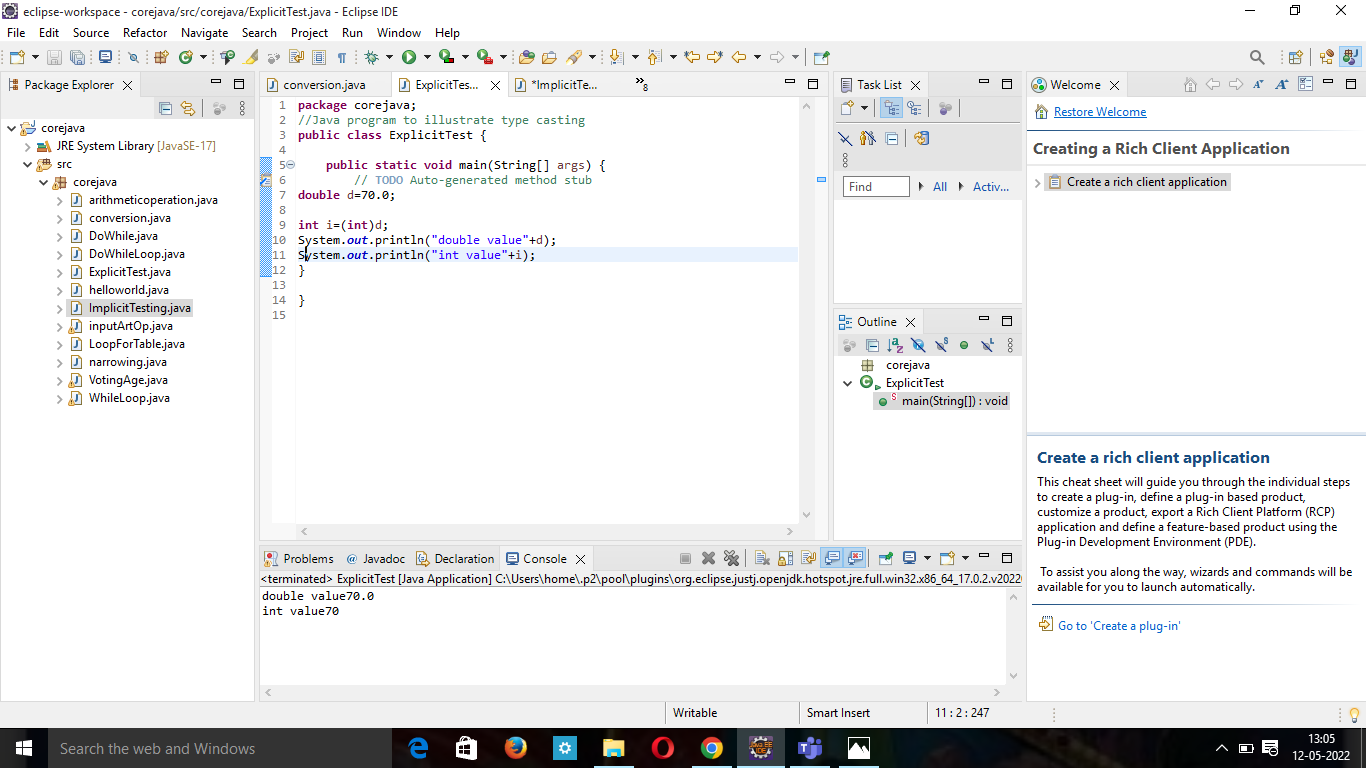 eclipse-workspace - corejava/src/corejava/ExplicitTest.java - Eclipse IDE
File Edit Source Refactor Navigate Search Project Run Window Help
Package Explorer
corejava
JRE System Library [JavaSE-17]
src
corejava
arithmeticoperation.java
conversion.java
DoWhile.java
DoWhileLoop.java
ExplicitTest.java
helloworld.java
ImplicitTesting.java
inputArtOp.java
LoopForTable.java
narrowing.java
VotingAge.java
WhileLoop.java
conversion.java ExplicitTes... *ImplicitTe... »8
1 package corejava;
2 //Java program to illustrate type casting
3 public class ExplicitTest {
4
5 public static void main(String[] args) {
6 // TODO Auto-generated method stub
7 double d=70.0;
8
9 int i=(int)d;
10 System.out.println("double value"+d);
11 System.out.println("int value"+i);
12 }
13
14 }
15
Problems @ Javadoc Declaration Console
<terminated> ExplicitTest [Java Application] C:\Users\home\.p2\pool\plugins\org.eclipse.justj.openjdk.hotspot.jre.full.win32.x86_64_17.0.2.v20220
double value70.0
int value70
Task List
Find All Activ...
Outline
corejava
ExplicitTest
main(String[]) : void
Welcome
Restore Welcome
Creating a Rich Client Application
Create a rich client application
Create a rich client application
This cheat sheet will guide you through the individual steps
to create a plug-in, define a plug-in based product,
customize a product, export a Rich Client Platform (RCP)
application and define a feature-based product using the
Plug-in Development Environment (PDE).
To assist you along the way, wizards and commands will be
available for you to launch automatically.
Go to 'Create a plug-in'
Writable Smart Insert 11 : 2 : 247
Search the web and Windows
13:05
12-05-2022